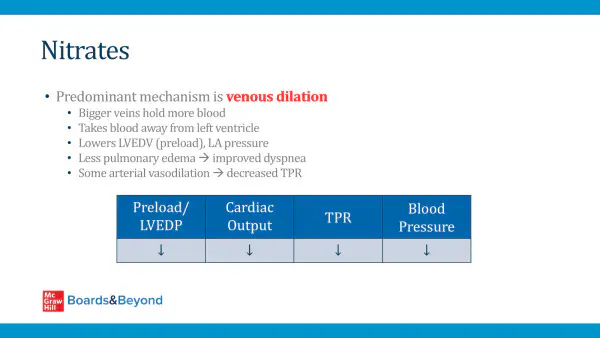 Nitrates
• Predominant mechanism is venous dilation
• Bigger veins hold more blood
• Takes blood away from left ventricle
• Lowers LVEDV (preload), LA pressure
• Less pulmonary edema → improved dyspnea
• Some arterial vasodilation → decreased TPR
Preload/ LVEDP Cardiac Output TPR Blood Pressure
↓ ↓ ↓ ↓
Mc Graw Hill Boards&Beyond